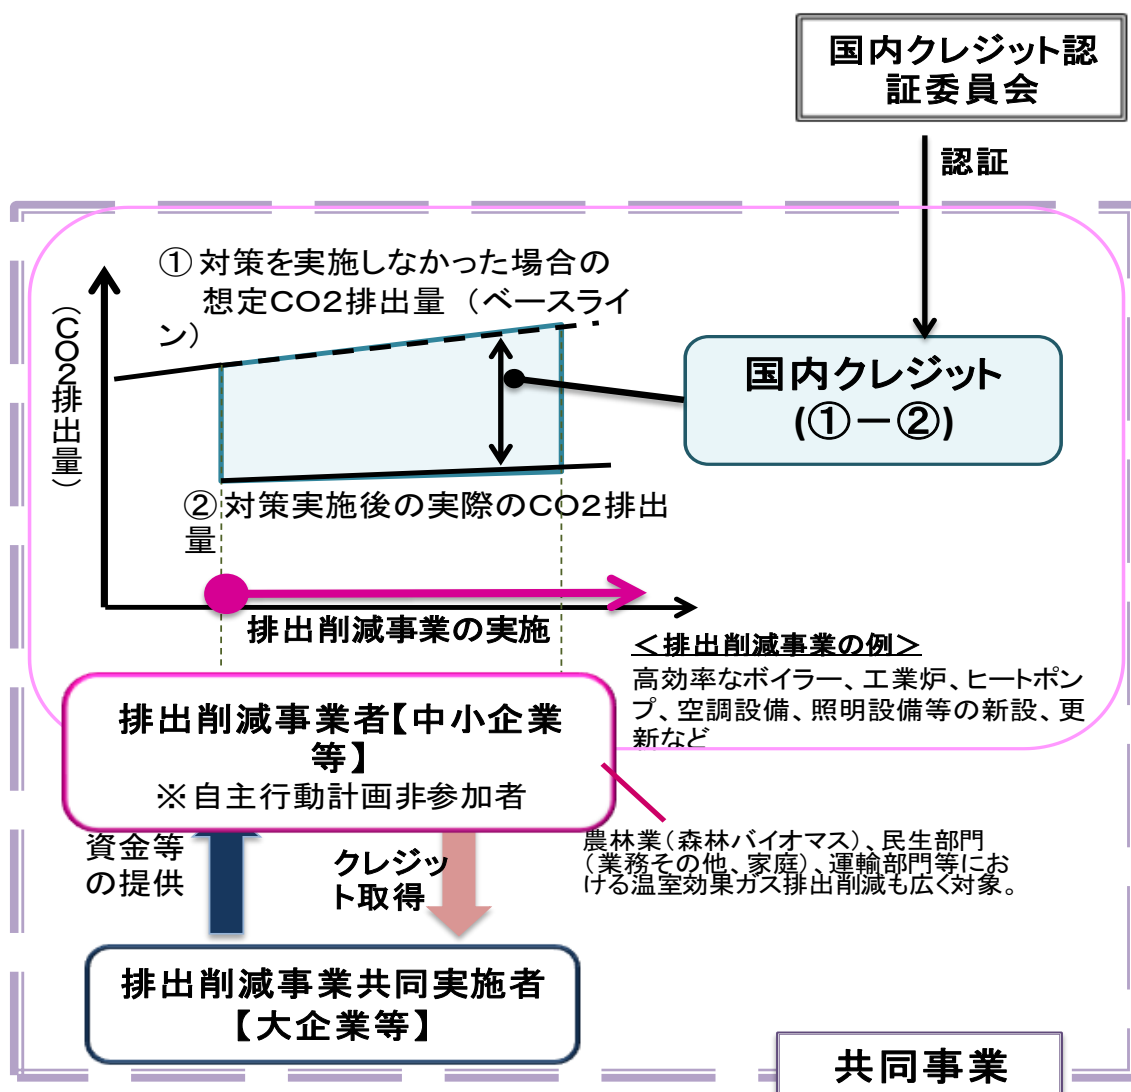 国内クレジット認
証委員会
認証
① 対策を実施しなかった場合の
想定CO2排出量 （ベースライ
ン）
（CO2排出量）
国内クレジット
(①－②)
② 対策実施後の実際のCO2排出
量
排出削減事業の実施
＜排出削減事業の例＞
高効率なボイラー、工業炉、ヒートポン
プ、空調設備、照明設備等の新設、更
新など
排出削減事業者【中小企業
等】
※自主行動計画非参加者
資金等
の提供
クレジッ
ト取得
農林業（森林バイオマス）、民生部門
（業務その他、家庭）、運輸部門等にお
ける温室効果ガス排出削減も広く対象。
排出削減事業共同実施者
【大企業等】
共同事業